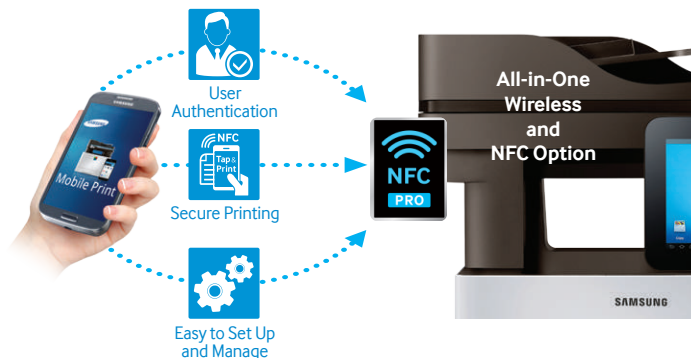 User
Authentication
NFC
Tap &
Print
Secure Printing
Easy to Set Up
and Manage
SAMSUNG
Mobile Print
NFC
PRO
All-in-One
Wireless
and
NFC Option
SAMSUNG